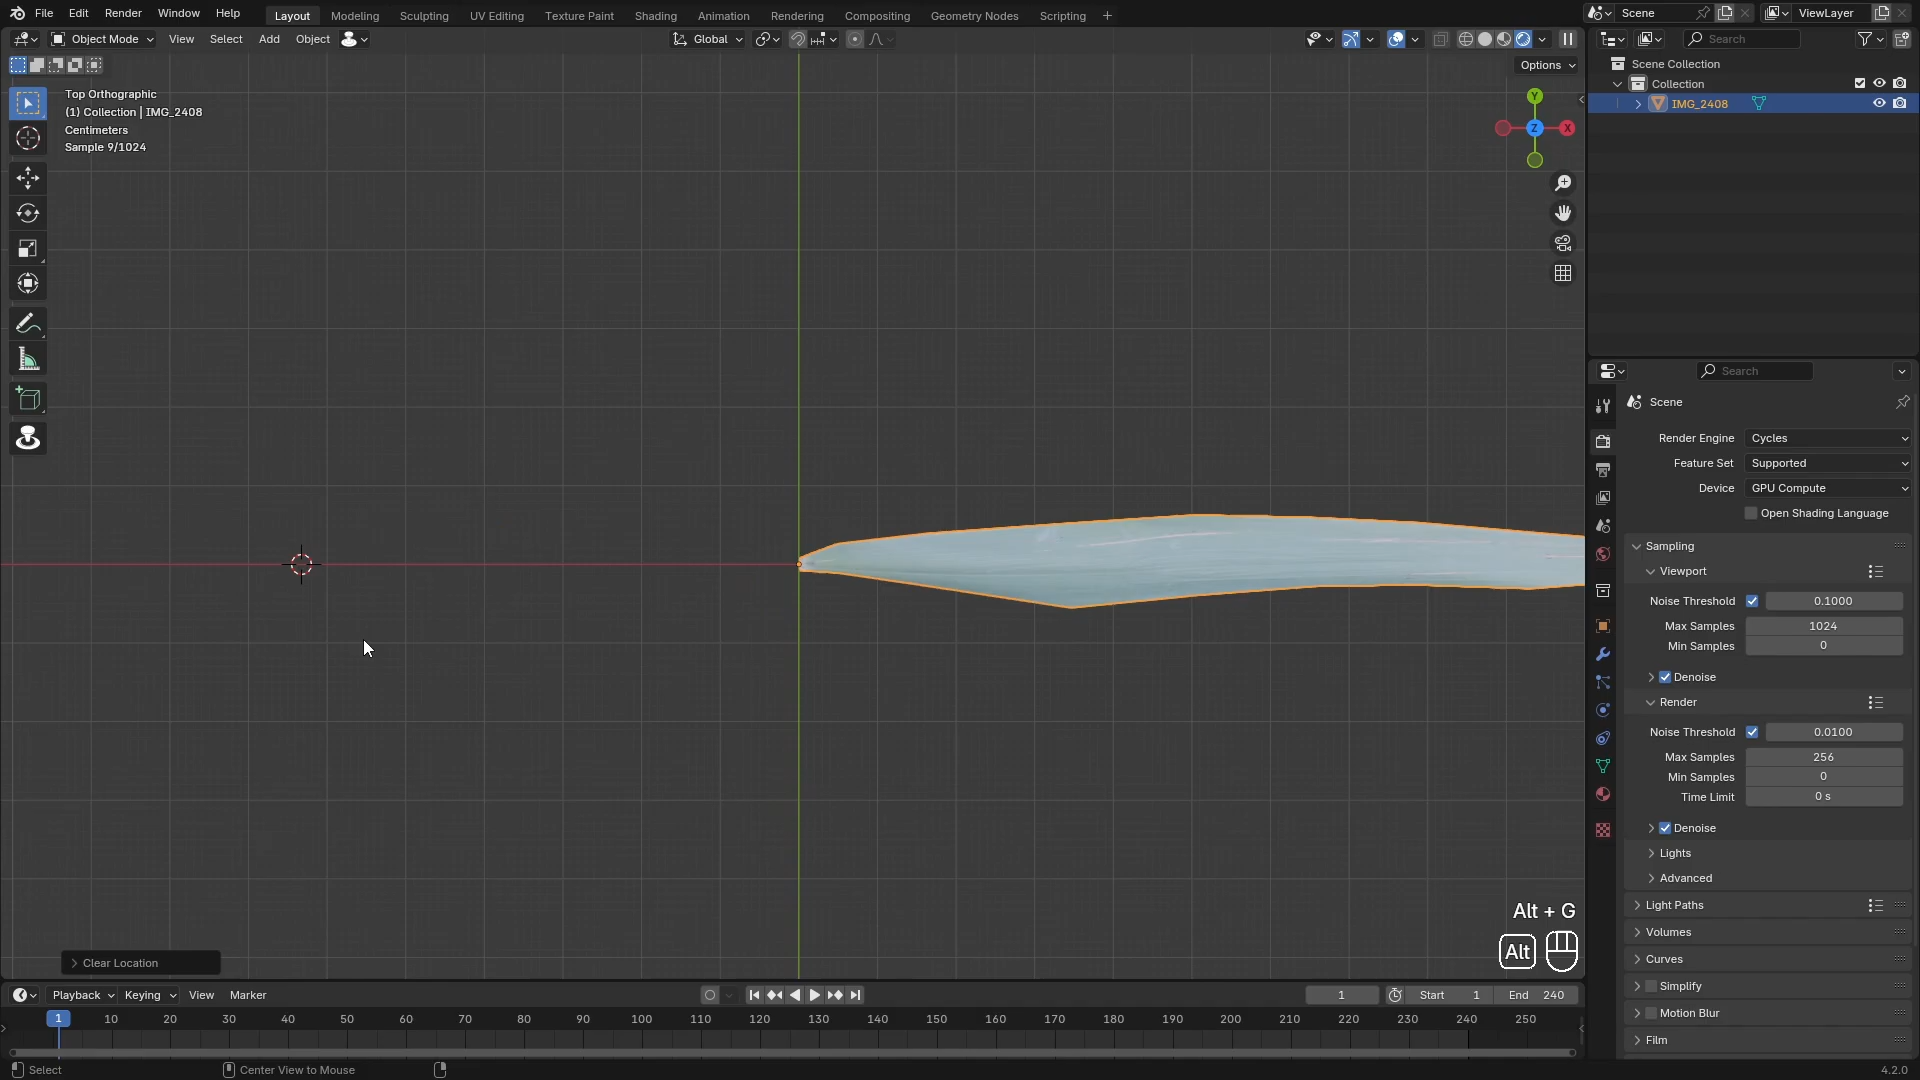 File Edit Render Window Help
Layout Modeling Sculpting UV Editing Texture Paint Shading Animation Rendering Compositing Geometry Nodes Scripting +
Scene
ViewLayer
Object Mode View Select Add Object
Global
Options
Top Orthographic
(1) Collection | IMG_2408
Centimeters
Sample 9/1024
Y
Z
X
Search
Scene Collection
Collection
IMG_2408
Search
Scene
Render Engine Cycles
Feature Set Supported
Device GPU Compute
Open Shading Language
Sampling
Viewport
Noise Threshold 0.1000
Max Samples 1024
Min Samples 0
Denoise
Render
Noise Threshold 0.0100
Max Samples 256
Min Samples 0
Time Limit 0 s
Denoise
Lights
Advanced
Light Paths
Volumes
Curves
Simplify
Motion Blur
Film
Alt + G
Alt
Clear Location
Playback Keying View Marker
1
Start 1
End 240
1 10 20 30 40 50 60 70 80 90 100 110 120 130 140 150 160 170 180 190 200 210 220 230 240 250
Select
Center View to Mouse
4.2.0